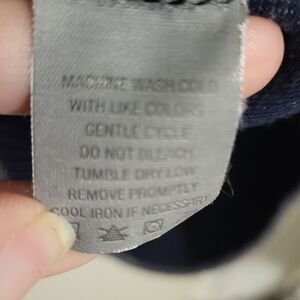 MACHINE WASH COLD
WITH LIKE COLORS
GENTLE CYCLE
DO NOT BLEACH
TUMBLE DRY LOW
REMOVE PROMPTLY
COOL IRON IF NECESSARY